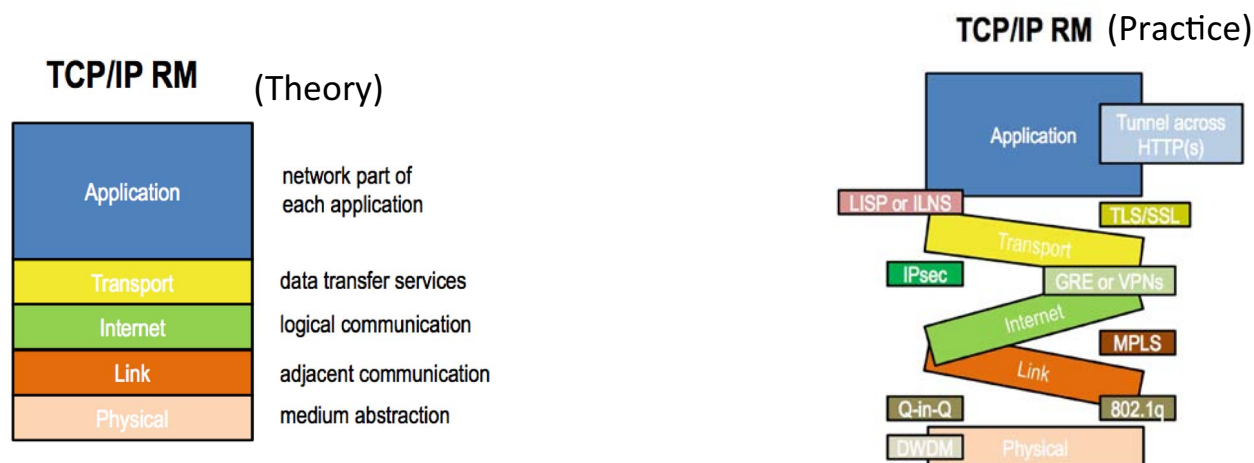 TCP/IP RM (Theory)
Application
network part of
each application
Transport
data transfer services
Internet
logical communication
Link
adjacent communication
Physical
medium abstraction
TCP/IP RM (Practice)
Application
Tunnel across
HTTP(s)
LISP or ILNS
TLS/SSL
Transport
IPsec
GRE or VPNs
Internet
MPLS
Link
Q-in-Q
802.1q
DWDM
Physical